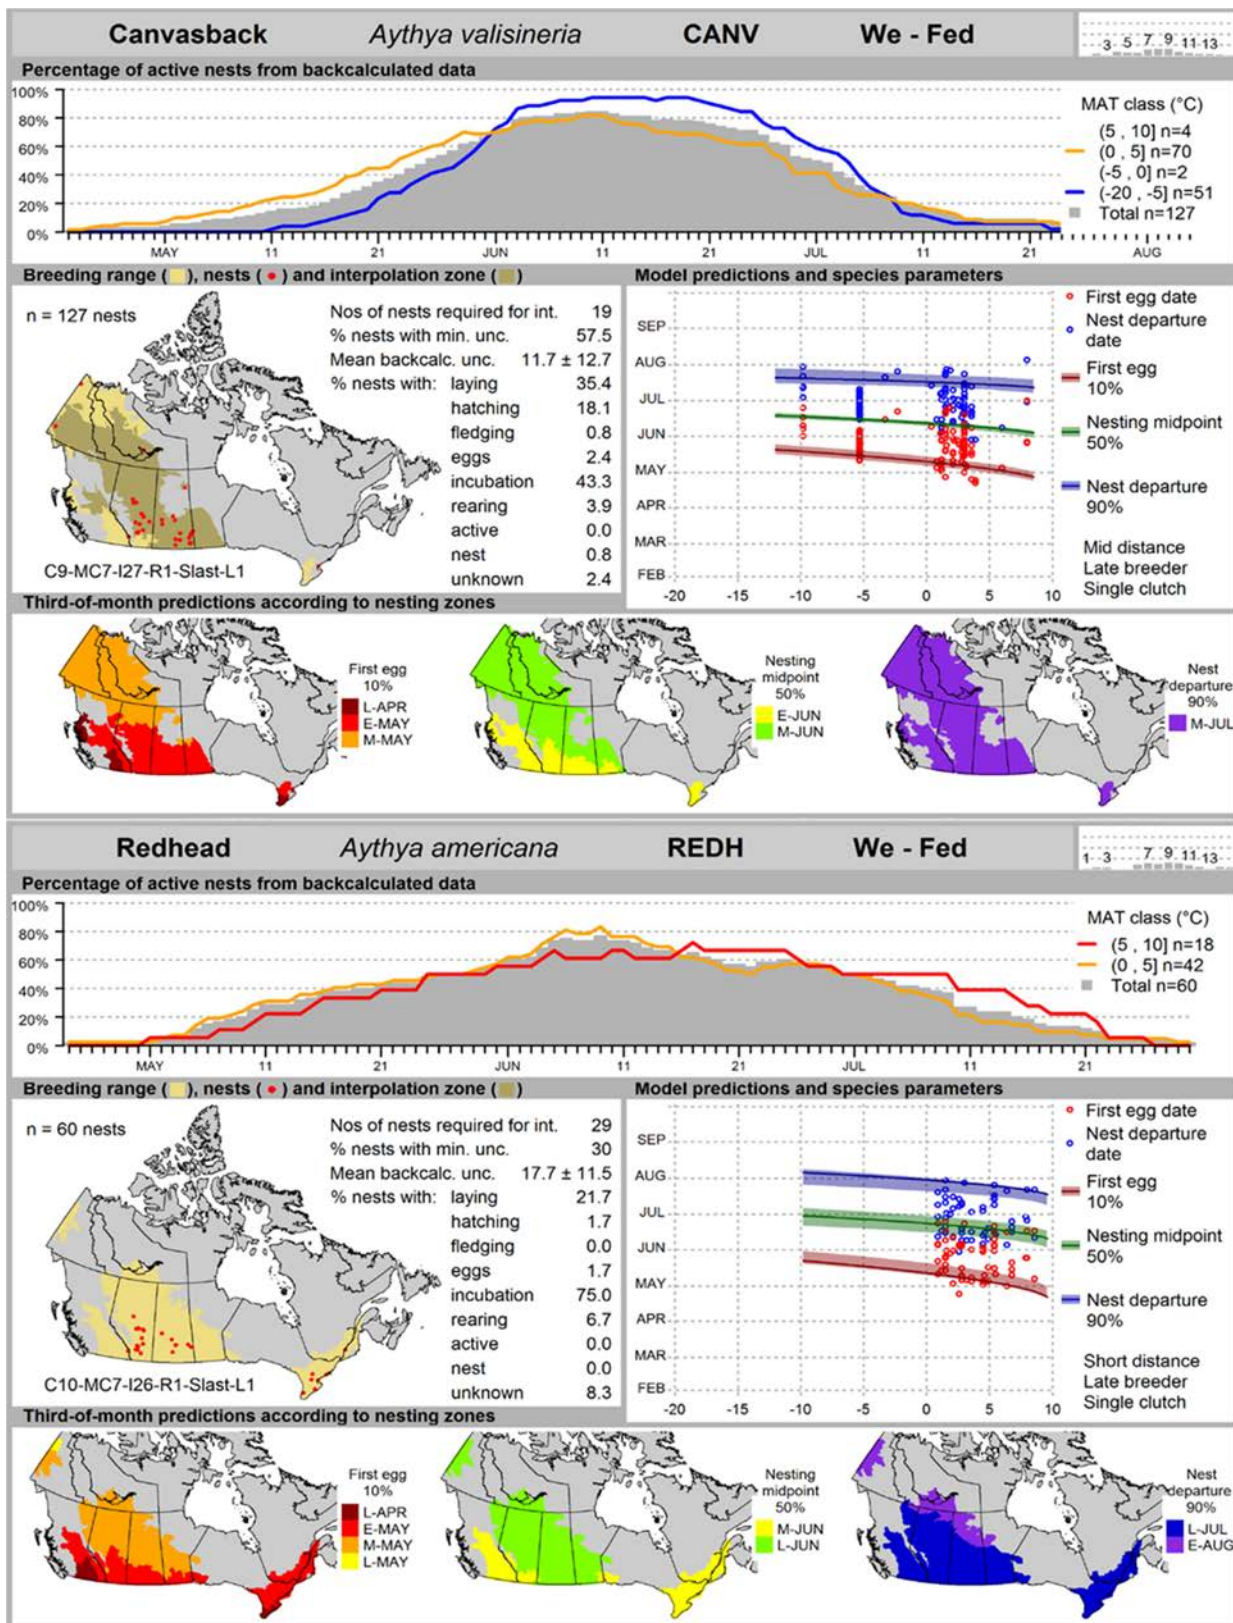 Canvasback Aythya valisineria CANV We - Fed
3 5 7 9 11 13
Percentage of active nests from backcalculated data
100%
80%
60%
40%
20%
0%
MAY 11 21 JUN 11 21 JUL 11 21 AUG
MAT class (°C)
(5 , 10] n=4
(0 , 5] n=70
(-5 , 0] n=2
(-20 , -5] n=51
Total n=127
Breeding range ( ), nests ( ) and interpolation zone ( )
n = 127 nests
Nos of nests required for int. 19
% nests with min. unc. 57.5
Mean backcalc. unc. 11.7 ± 12.7
% nests with: laying 35.4
hatching 18.1
fledging 0.8
eggs 2.4
incubation 43.3
rearing 3.9
active 0.0
nest 0.8
unknown 2.4
C9-MC7-I27-R1-Slast-L1
Model predictions and species parameters
SEP
AUG
JUL
JUN
MAY
APR
MAR
FEB
-20 -15 -10 -5 0 5 10
First egg date
Nest departure
date
First egg
10%
Nesting midpoint
50%
Nest departure
90%
Mid distance
Late breeder
Single clutch
Third-of-month predictions according to nesting zones
First egg
10%
L-APR
E-MAY
M-MAY
Nesting
midpoint
50%
E-JUN
M-JUN
Nest
departure
90%
M-JUL
Redhead Aythya americana REDH We - Fed
1 3 7 9 11 13
Percentage of active nests from backcalculated data
100%
80%
60%
40%
20%
0%
MAY 11 21 JUN 11 21 JUL 11 21
MAT class (°C)
(5 , 10] n=18
(0 , 5] n=42
Total n=60
Breeding range ( ), nests ( ) and interpolation zone ( )
n = 60 nests
Nos of nests required for int. 29
% nests with min. unc. 30
Mean backcalc. unc. 17.7 ± 11.5
% nests with: laying 21.7
hatching 1.7
fledging 0.0
eggs 1.7
incubation 75.0
rearing 6.7
active 0.0
nest 0.0
unknown 8.3
C10-MC7-I26-R1-Slast-L1
Model predictions and species parameters
SEP
AUG
JUL
JUN
MAY
APR
MAR
FEB
-20 -15 -10 -5 0 5 10
First egg date
Nest departure
date
First egg
10%
Nesting midpoint
50%
Nest departure
90%
Short distance
Late breeder
Single clutch
Third-of-month predictions according to nesting zones
First egg
10%
L-APR
E-MAY
M-MAY
L-MAY
Nesting
midpoint
50%
M-JUN
L-JUN
Nest
departure
90%
L-JUL
E-AUG